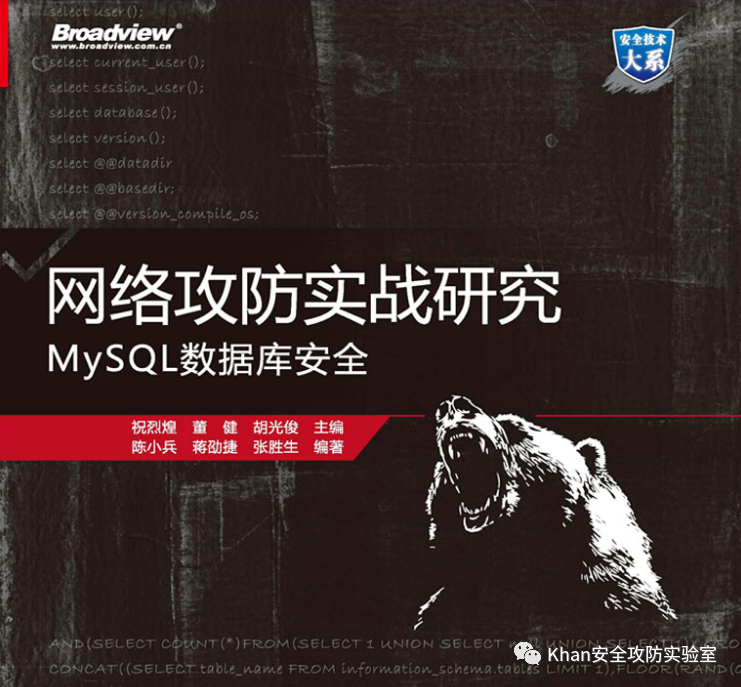 select user();
Broadview®
www.broadview.com.cn
安全技术
大系
select current_user();
select session_user();
select database();
select version();
select @@datadir
select @@basedir;
select @@version_compile_os;
网络攻防实战研究
MySQL数据库安全
祝烈煌 董健 胡光俊 主编
陈小兵 蒋劭捷 张胜生 编著
AND(SELECT COUNT(*)FROM(SELECT 1 UNION SELECT UNION SELECT
Khan安全攻防实验室
CONCAT((SELECT table_name FROM information_schema.tables LIMIT 1),FLOOR(RAND(